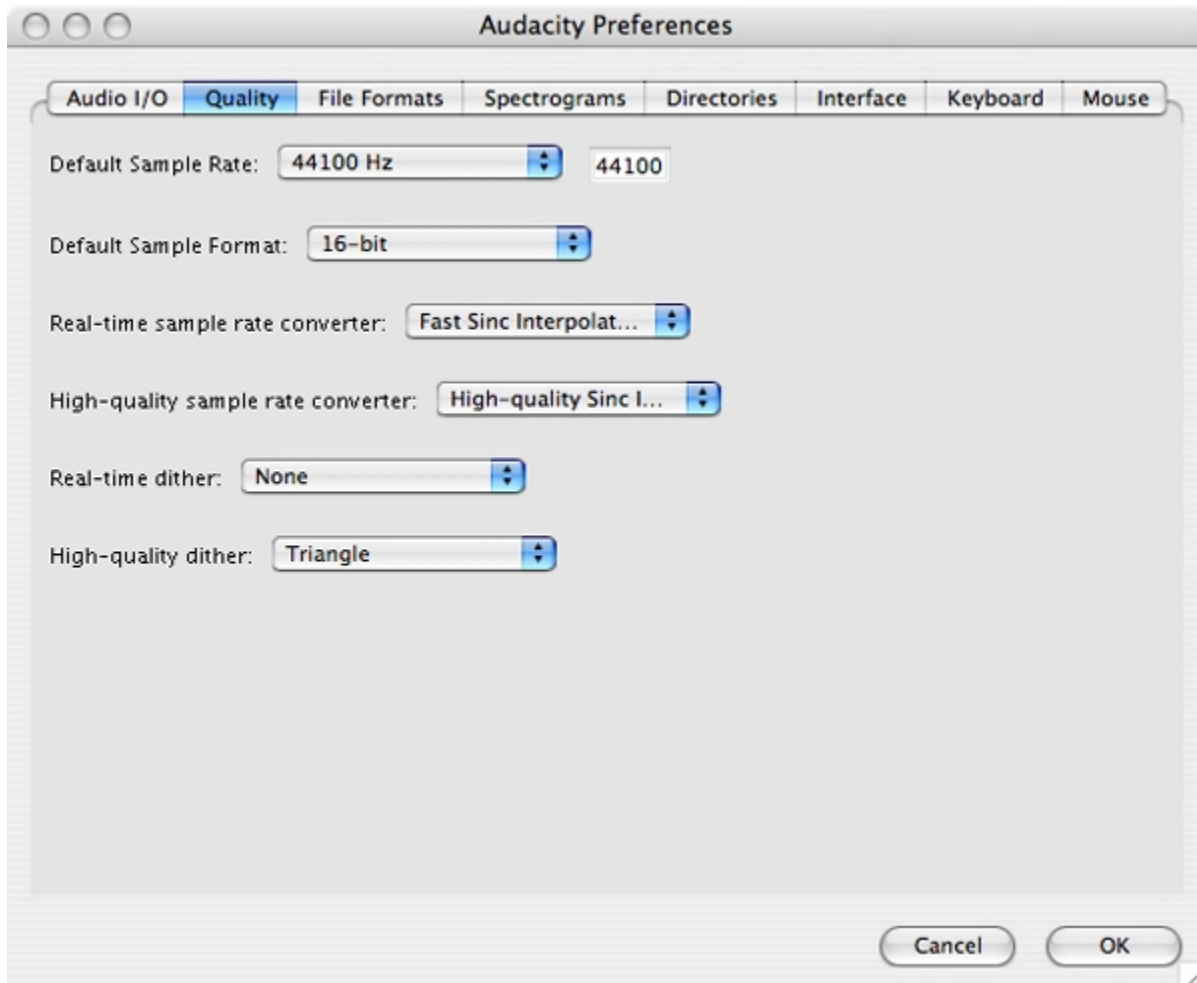 Audacity Preferences
Audio I/O Quality File Formats Spectrograms Directories Interface Keyboard Mouse
Default Sample Rate: 44100 Hz 44100
Default Sample Format: 16-bit
Real-time sample rate converter: Fast Sinc Interpolat...
High-quality sample rate converter: High-quality Sinc I...
Real-time dither: None
High-quality dither: Triangle
Cancel OK